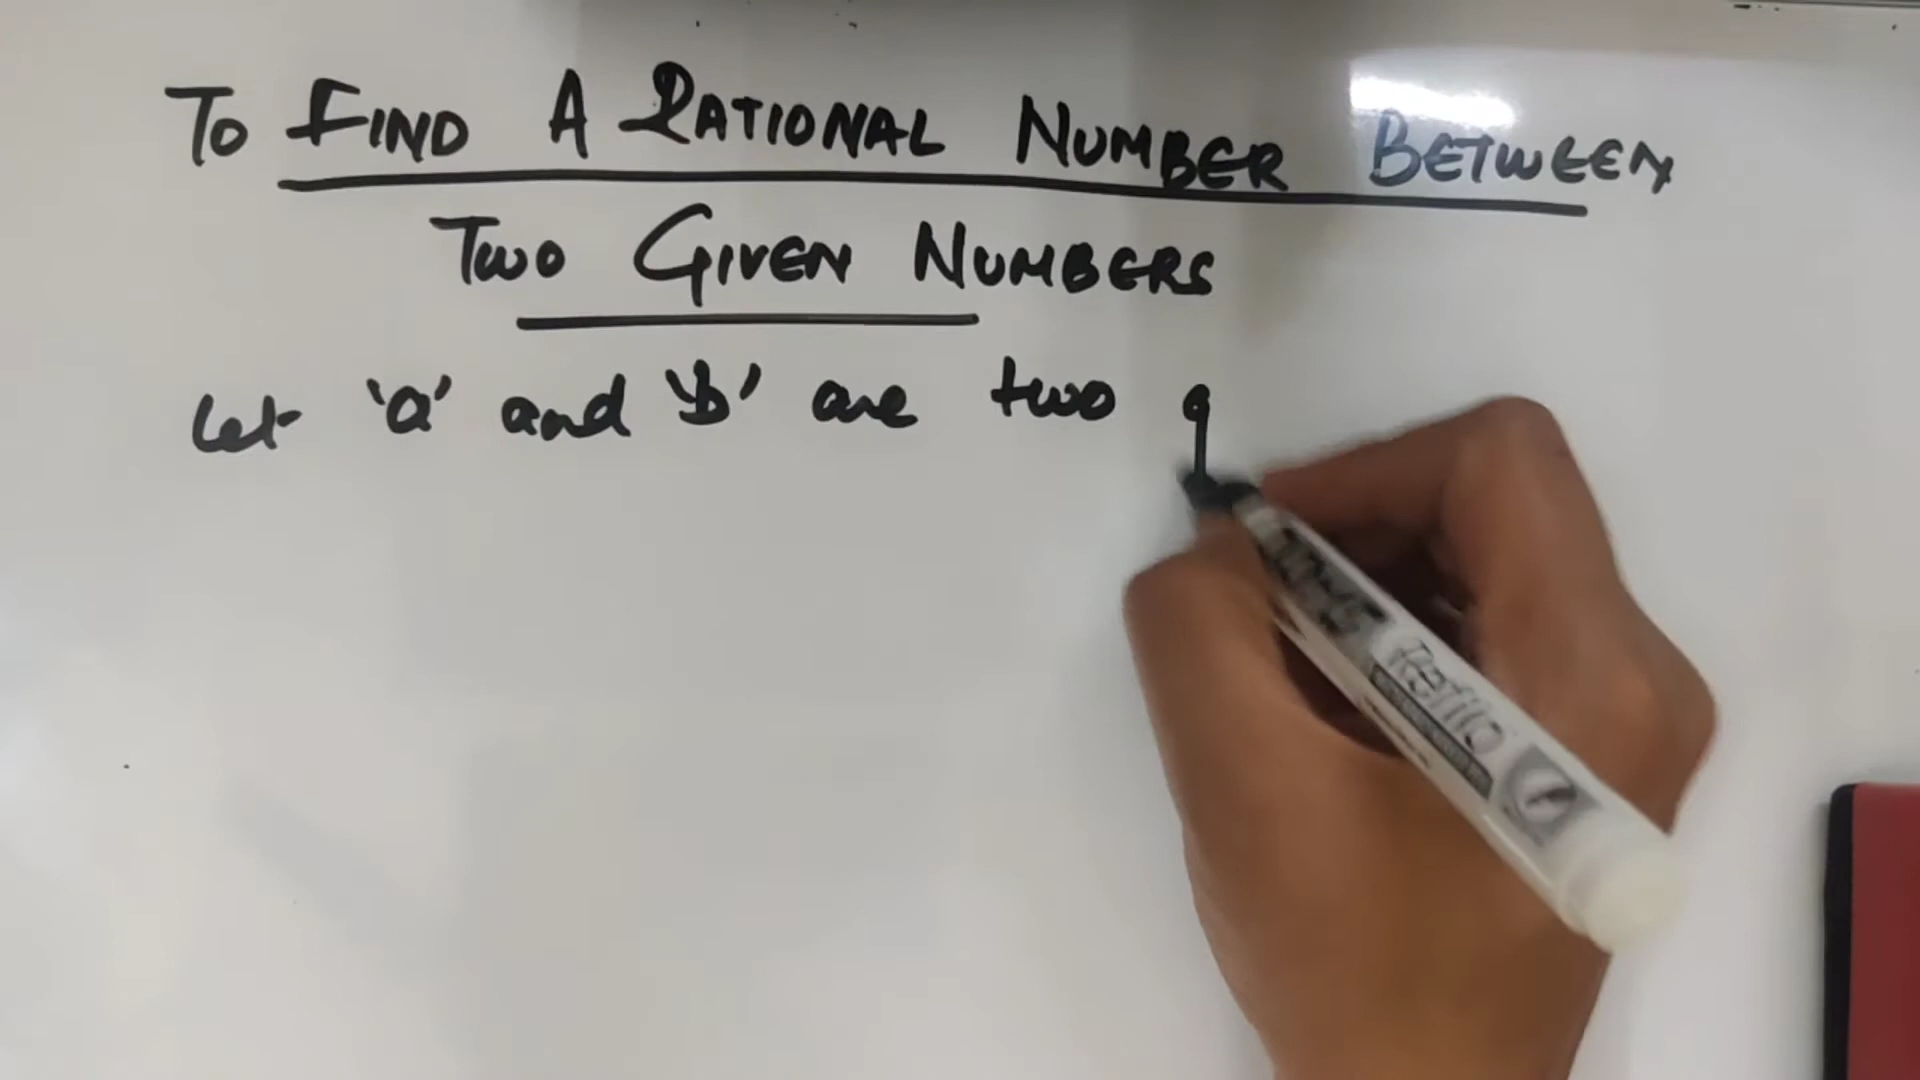 TO FIND A RATIONAL NUMBER BETWEEN
TWO GIVEN NUMBERS
Let 'a' and 'b' are two g